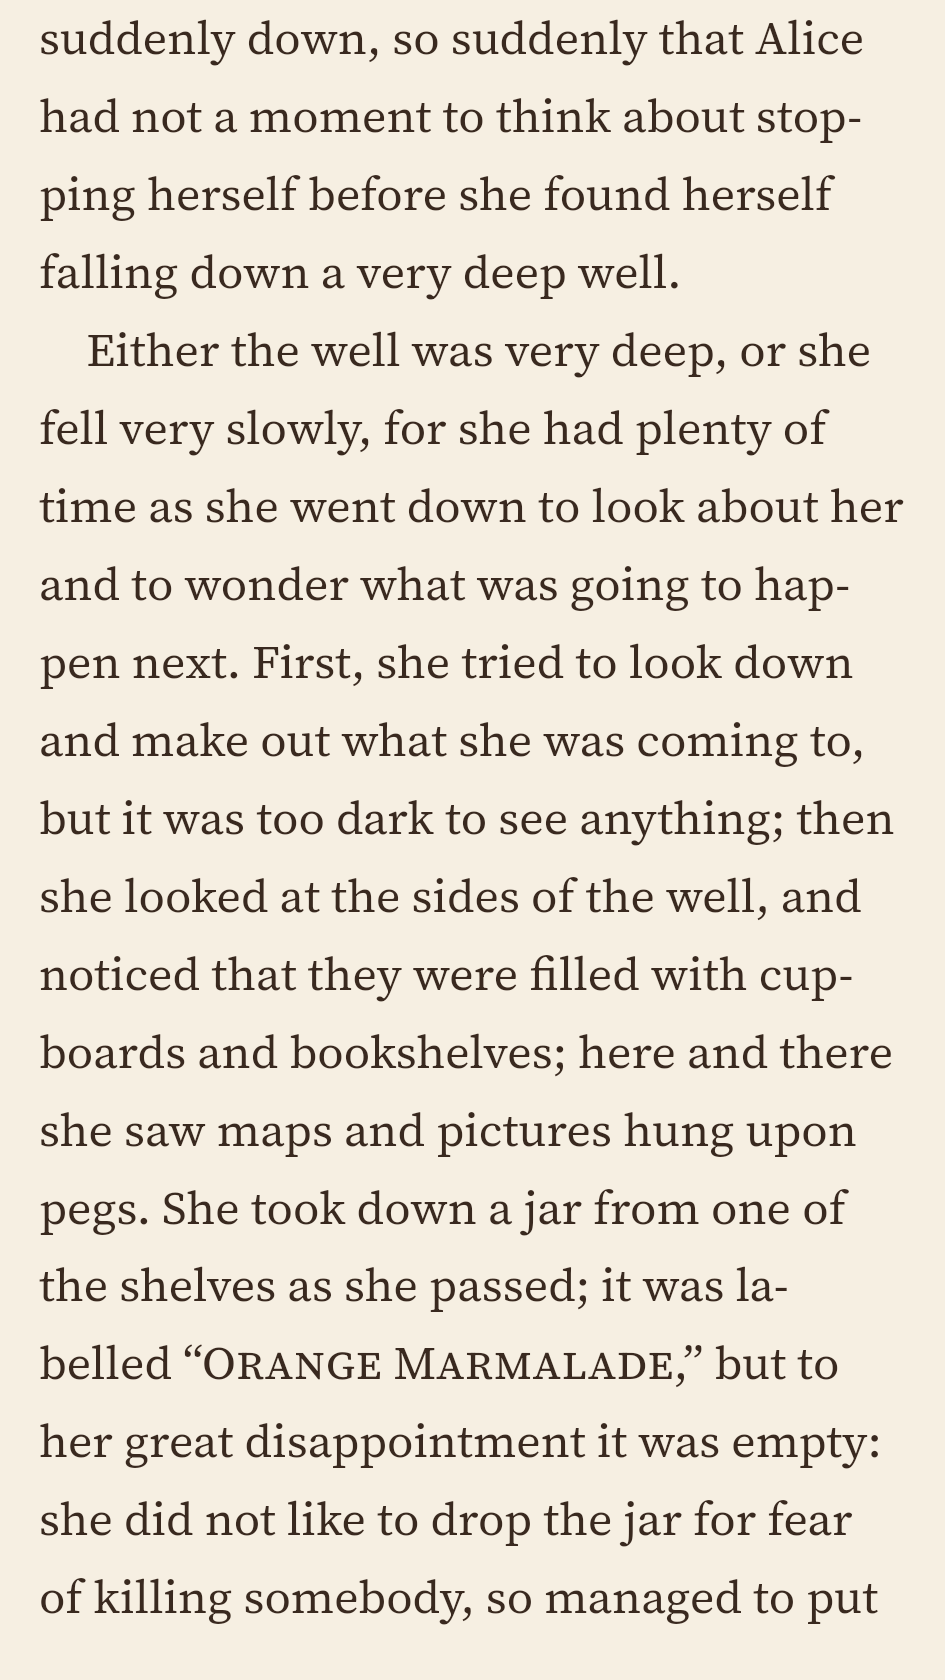 suddenly down, so suddenly that Alice
had not a moment to think about stop-
ping herself before she found herself
falling down a very deep well.
Either the well was very deep, or she
fell very slowly, for she had plenty of
time as she went down to look about her
and to wonder what was going to hap-
pen next. First, she tried to look down
and make out what she was coming to,
but it was too dark to see anything; then
she looked at the sides of the well, and
noticed that they were filled with cup-
boards and bookshelves; here and there
she saw maps and pictures hung upon
pegs. She took down a jar from one of
the shelves as she passed; it was la-
belled “Orange Marmalade,” but to
her great disappointment it was empty:
she did not like to drop the jar for fear
of killing somebody, so managed to put